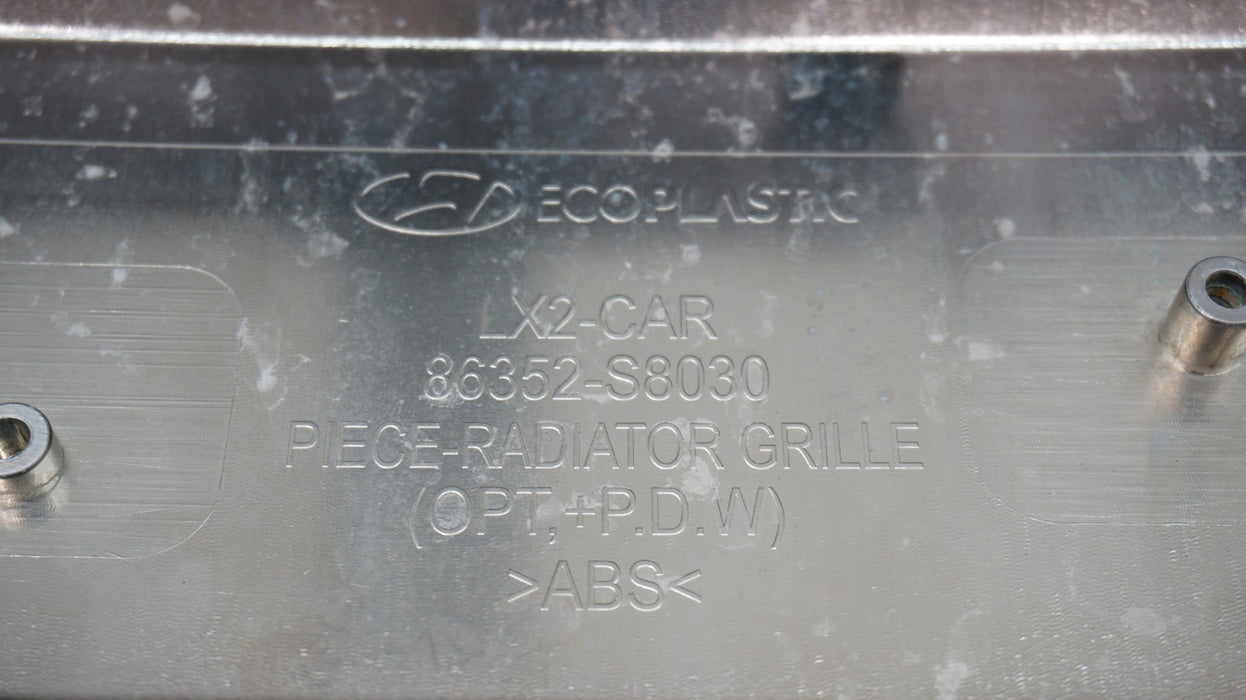 ECOPLASTIC
LX2-CAR
86352-S8030
PIECE-RADIATOR GRILLE
(OPT,+P.D.W)
>ABS<